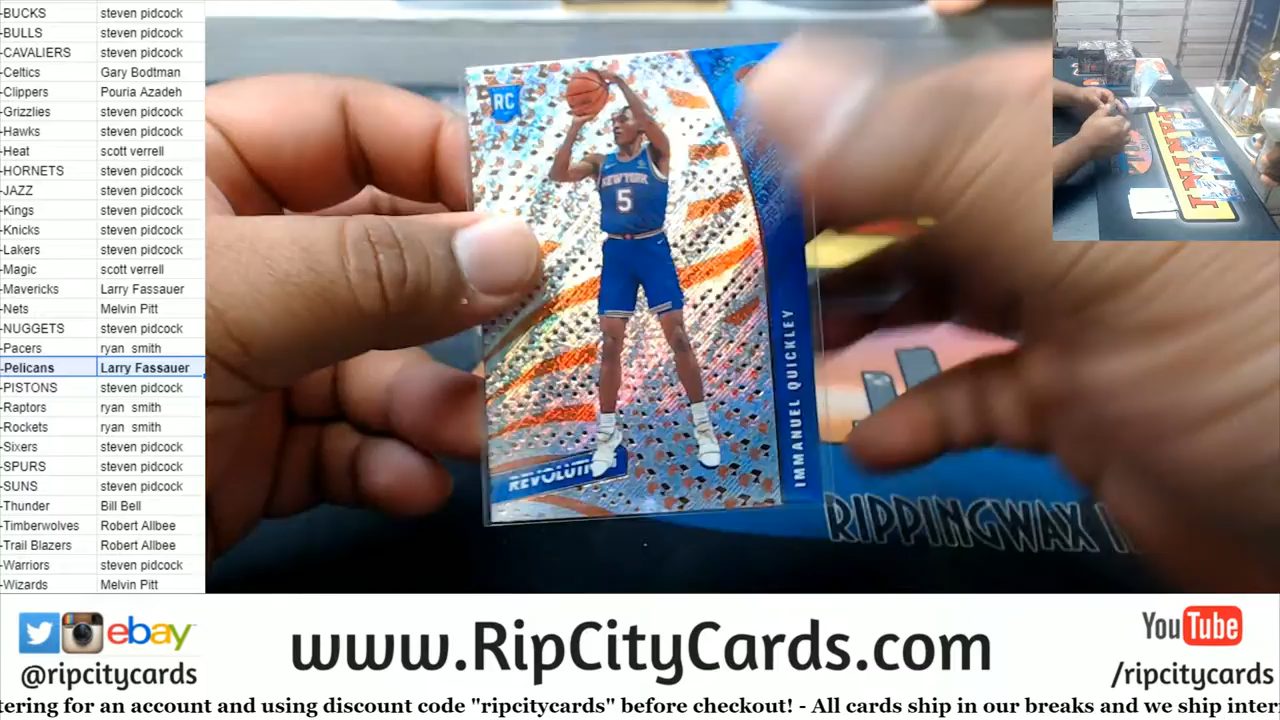 -BUCKS steven pidcock
-BULLS steven pidcock
-CAVALIERS steven pidcock
-Celtics Gary Bodtman
-Clippers Pouria Azadeh
-Grizzlies steven pidcock
-Hawks steven pidcock
-Heat scott verrell
-HORNETS steven pidcock
-JAZZ steven pidcock
-Kings steven pidcock
-Knicks steven pidcock
-Lakers steven pidcock
-Magic scott verrell
-Mavericks Larry Fassauer
-Nets Melvin Pitt
-NUGGETS steven pidcock
-Pacers ryan smith
-Pelicans Larry Fassauer
-PISTONS steven pidcock
-Raptors ryan smith
-Rockets ryan smith
-Sixers steven pidcock
-SPURS steven pidcock
-SUNS steven pidcock
-Thunder Bill Bell
-Timberwolves Robert Allbee
-Trail Blazers Robert Allbee
-Warriors steven pidcock
-Wizards Melvin Pitt
RC
NEW YORK
5
IMMANUEL QUICKLEY
REVOLUTI
RIPPINGWAX
PANINI
ebay
@ripcitycards
www.RipCityCards.com
YouTube
/ripcitycards
tering for an account and using discount code "ripcitycards" before checkout! - All cards ship in our breaks and we ship inter